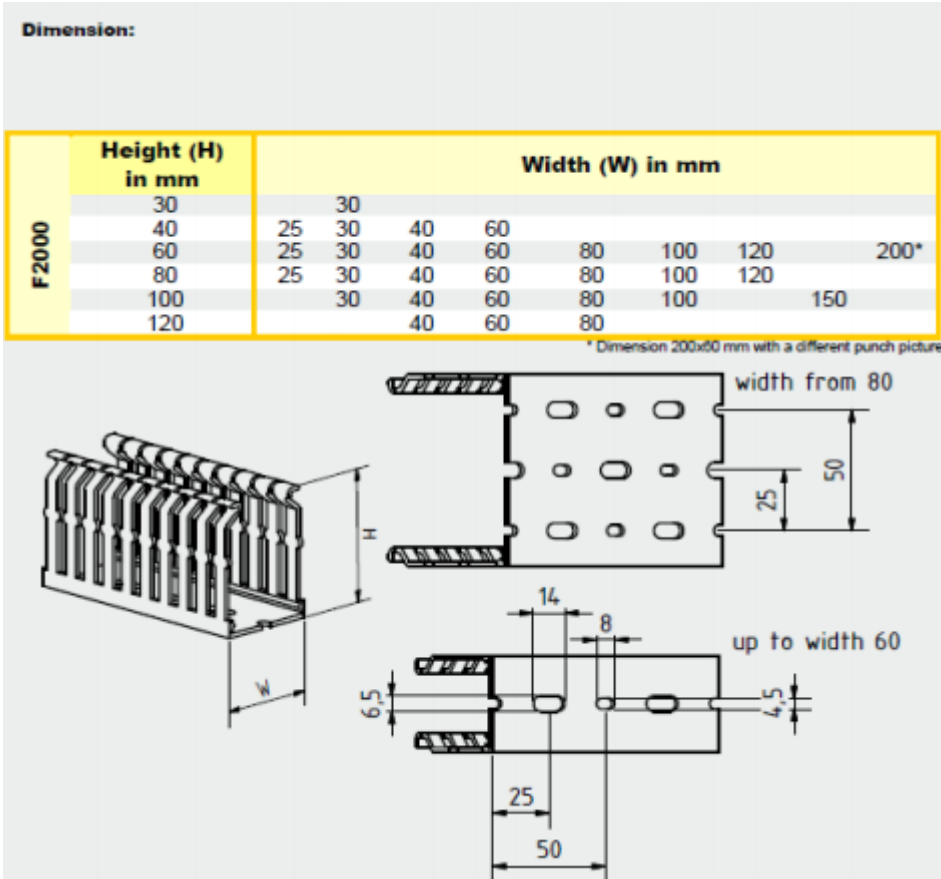 Dimension:
F2000
Height (H) in mm
Width (W) in mm
30 30
40 25 30 40 60
60 25 30 40 60 80 100 120 200*
80 25 30 40 60 80 100 120
100 30 40 60 80 100 150
120 40 60 80
* Dimension 200x60 mm with a different punch picture
width from 80
50
25
H
W
14
8
up to width 60
6,5
4,5
25
50